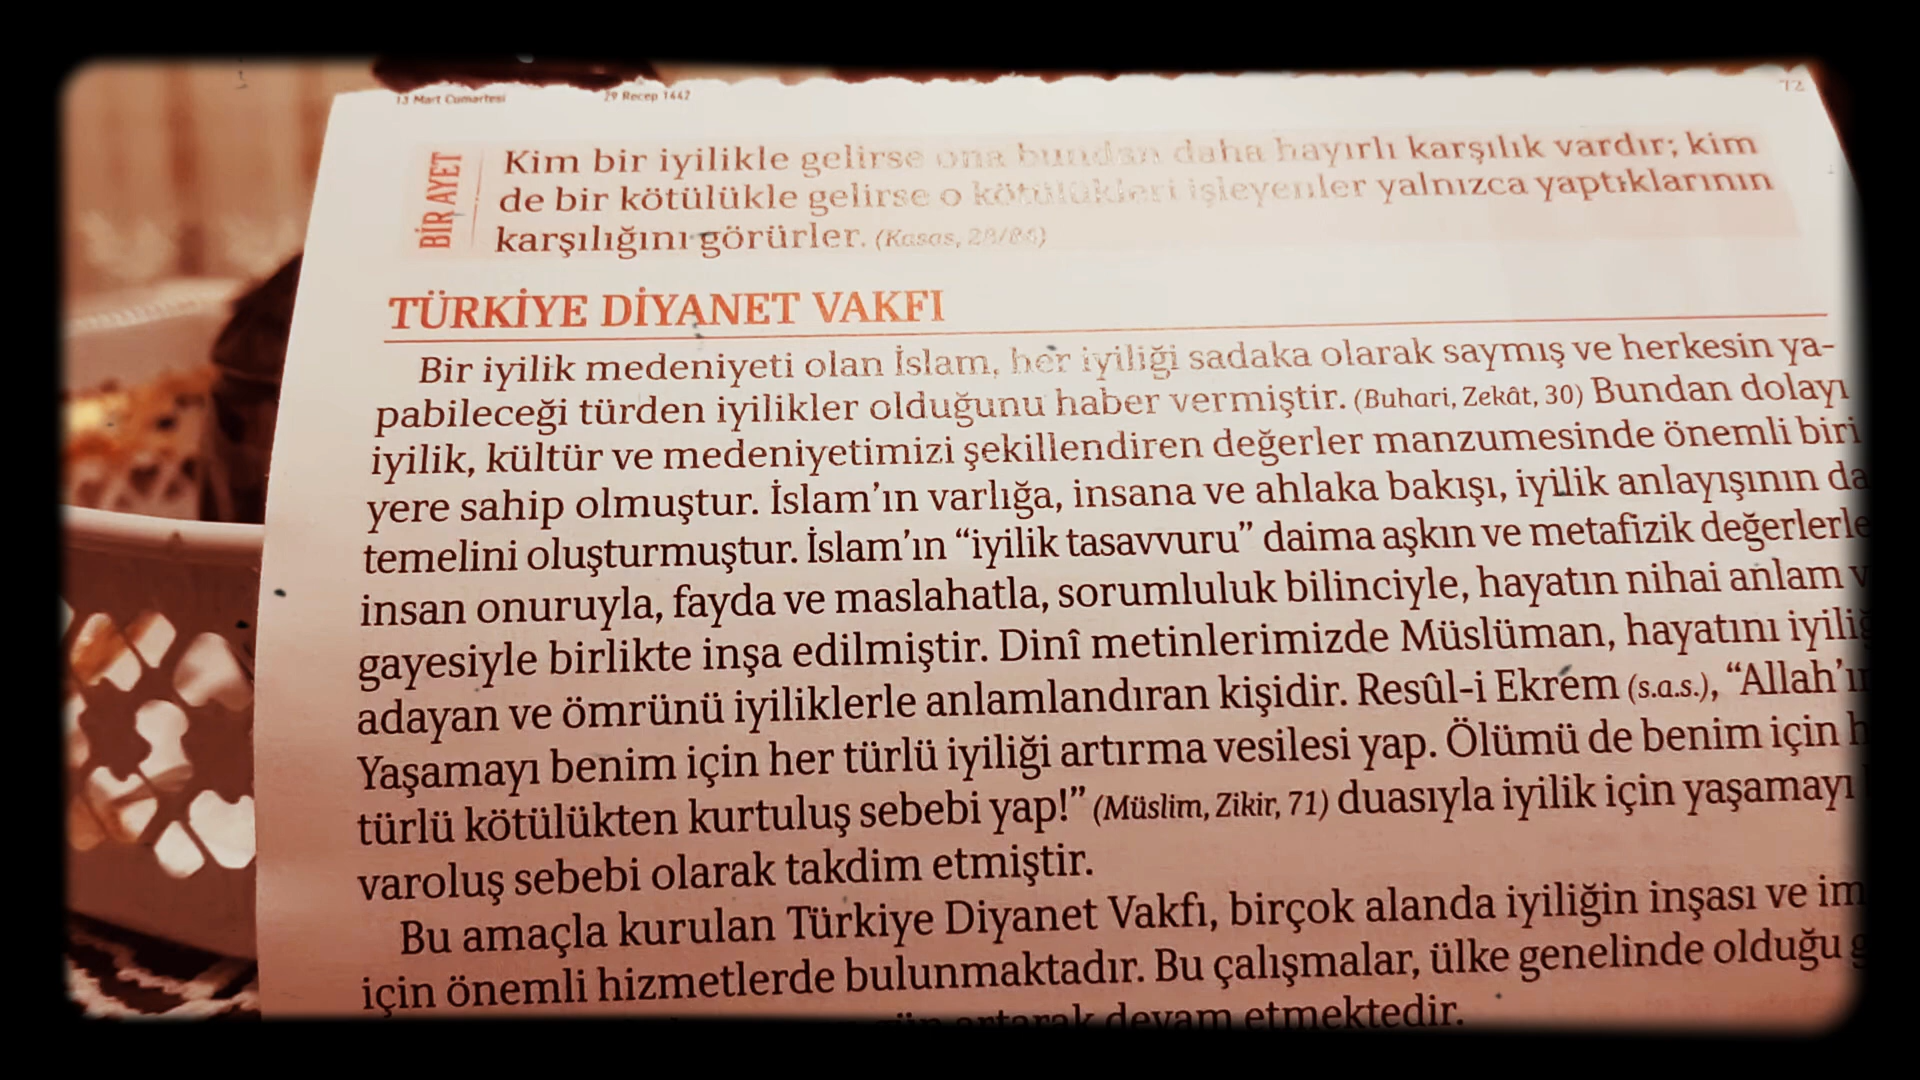 13 Mart Cumartesi
29 Recep 1442
72
BİR AYET
Kim bir iyilikle gelirse ona bundan daha hayırlı karşılık vardır; kim
de bir kötülükle gelirse o kötülükleri işleyenler yalnızca yaptıklarının
karşılığını görürler. (Kasas, 28/84)
TÜRKİYE DİYANET VAKFI
Bir iyilik medeniyeti olan İslam, her iyiliği sadaka olarak saymış ve herkesin ya-
pabileceği türden iyilikler olduğunu haber vermiştir. (Buhari, Zekât, 30) Bundan dolayı
iyilik, kültür ve medeniyetimizi şekillendiren değerler manzumesinde önemli biri
yere sahip olmuştur. İslam’ın varlığa, insana ve ahlaka bakışı, iyilik anlayışının da
temelini oluşturmuştur. İslam’ın “iyilik tasavvuru” daima aşkın ve metafizik değerlerle
insan onuruyla, fayda ve maslahatla, sorumluluk bilinciyle, hayatın nihai anlam
gayesiyle birlikte inşa edilmiştir. Dinî metinlerimizde Müslüman, hayatını
adayan ve ömrünü iyiliklerle anlamlandıran kişidir. Resûl-i Ekrem (s.a.s.),
Yaşamayı benim için her türlü iyiliği artırma vesilesi yap. Ölümü de benim için
türlü kötülükten kurtuluş sebebi yap!” (Müslim, Zikir, 71) duasıyla iyilik için yaşamayı
varoluş sebebi olarak takdim etmiştir.
Bu amaçla kurulan Türkiye Diyanet Vakfı, birçok alanda iyiliğin inşası ve
için önemli hizmetlerde bulunmaktadır. Bu çalışmalar, ülke genelinde olduğu
artarak devam etmektedir.